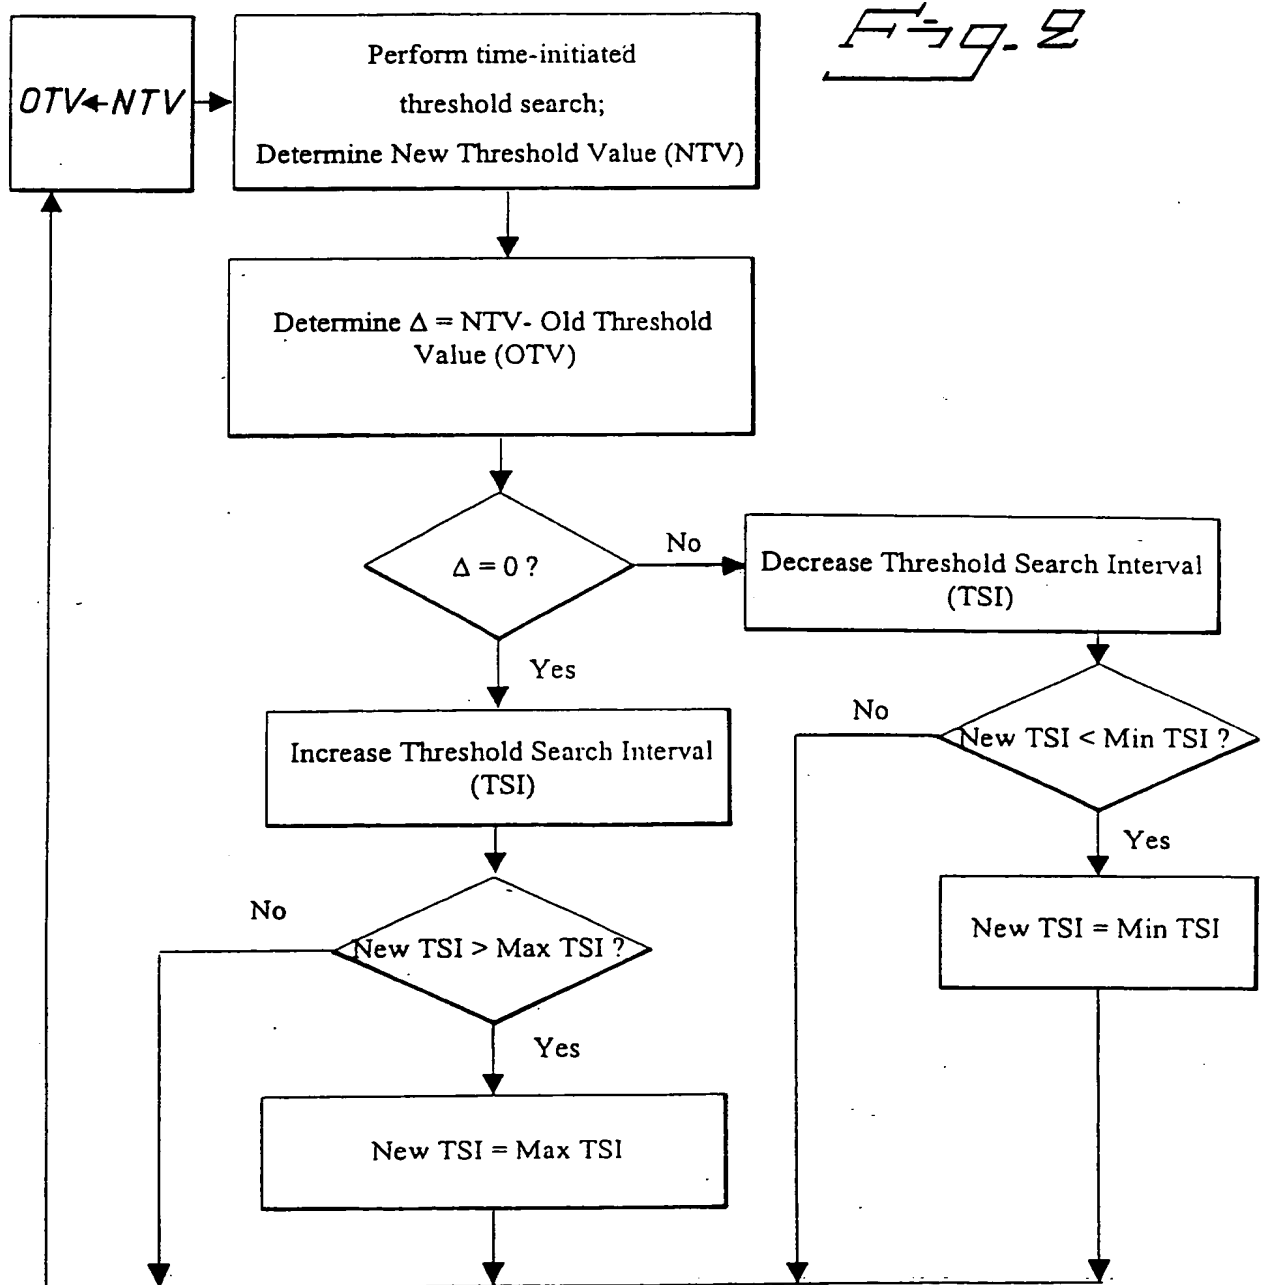 Fig. 2
OTV←NTV
Perform time-initiated
threshold search;
Determine New Threshold Value (NTV)
Determine Δ = NTV- Old Threshold
Value (OTV)
Δ = 0 ?
No
Decrease Threshold Search Interval
(TSI)
Yes
No
New TSI < Min TSI ?
Increase Threshold Search Interval
(TSI)
Yes
No
New TSI > Max TSI ?
New TSI = Min TSI
Yes
New TSI = Max TSI